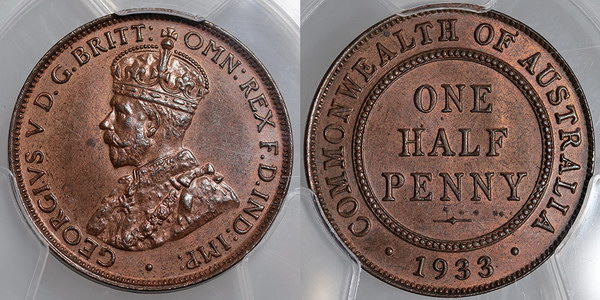 GEORGIVS V D.G.BRITT: OMN: REX F.D.IND:IMP:
COMMONWEALTH OF AUSTRALIA
ONE
HALF
PENNY
· 1933 ·